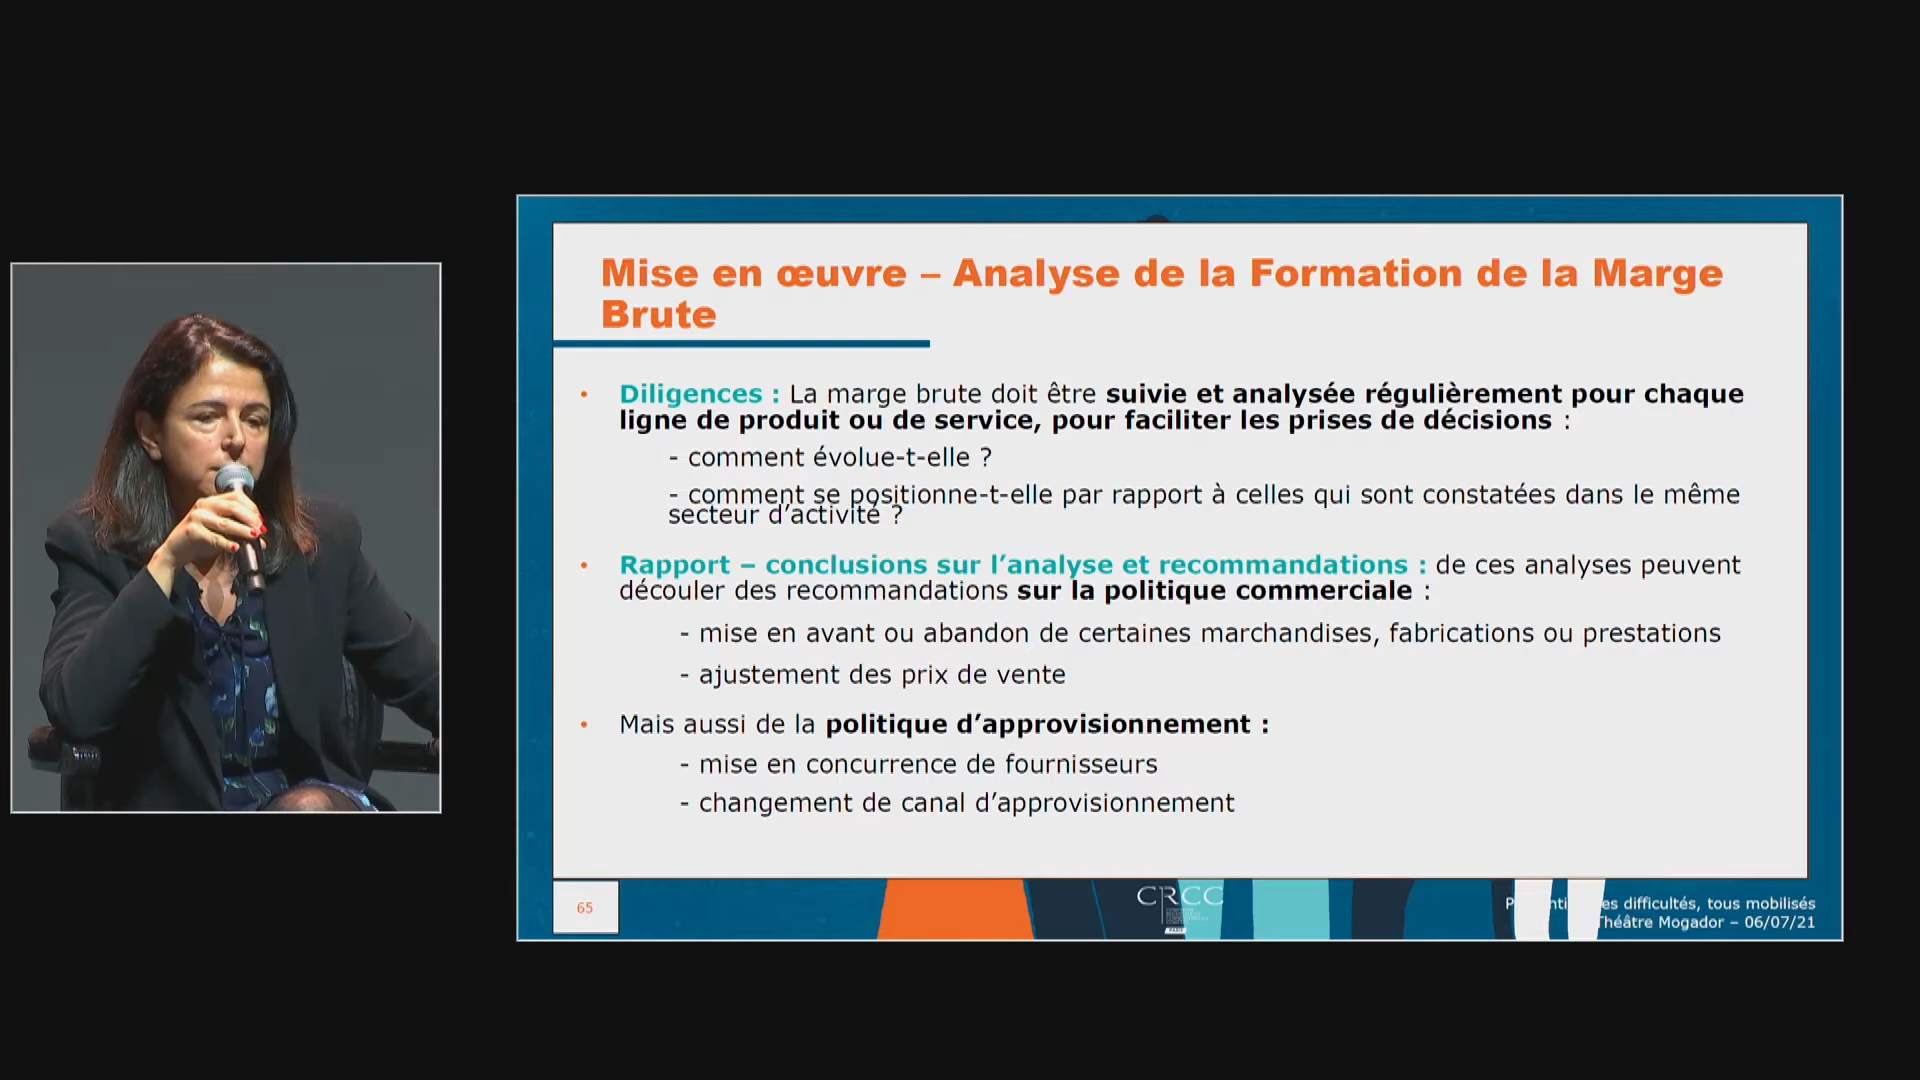 Mise en œuvre – Analyse de la Formation de la Marge
Brute
• Diligences : La marge brute doit être suivie et analysée régulièrement pour chaque
ligne de produit ou de service, pour faciliter les prises de décisions :
- comment évolue-t-elle ?
- comment se positionne-t-elle par rapport à celles qui sont constatées dans le même
secteur d’activité ?
• Rapport – conclusions sur l’analyse et recommandations : de ces analyses peuvent
découler des recommandations sur la politique commerciale :
- mise en avant ou abandon de certaines marchandises, fabrications ou prestations
- ajustement des prix de vente
• Mais aussi de la politique d’approvisionnement :
- mise en concurrence de fournisseurs
- changement de canal d’approvisionnement
65
CRCC
PARIS
difficultés, tous mobilisés
Théâtre Mogador – 06/07/21